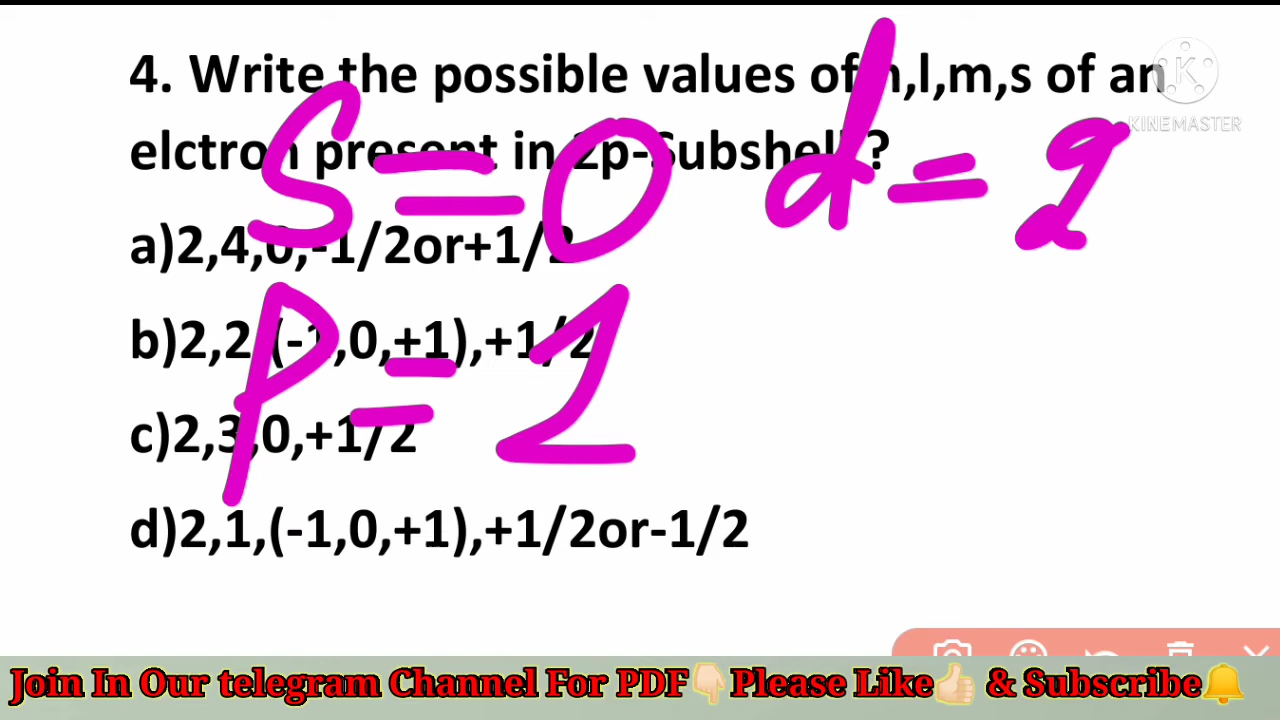 4. Write the possible values of n,l,m,s of an
KINEMASTER
elctron present in 2p-Subshell ?
S=0 d=2
a)2,4,0,-1/2or+1/2
b)2,2,(-1,0,+1),+1/2
P=1
c)2,3,0,+1/2
d)2,1,(-1,0,+1),+1/2or-1/2
Join In Our telegram Channel For PDF👇🏻Please Like👍🏻 & Subscribe🔔